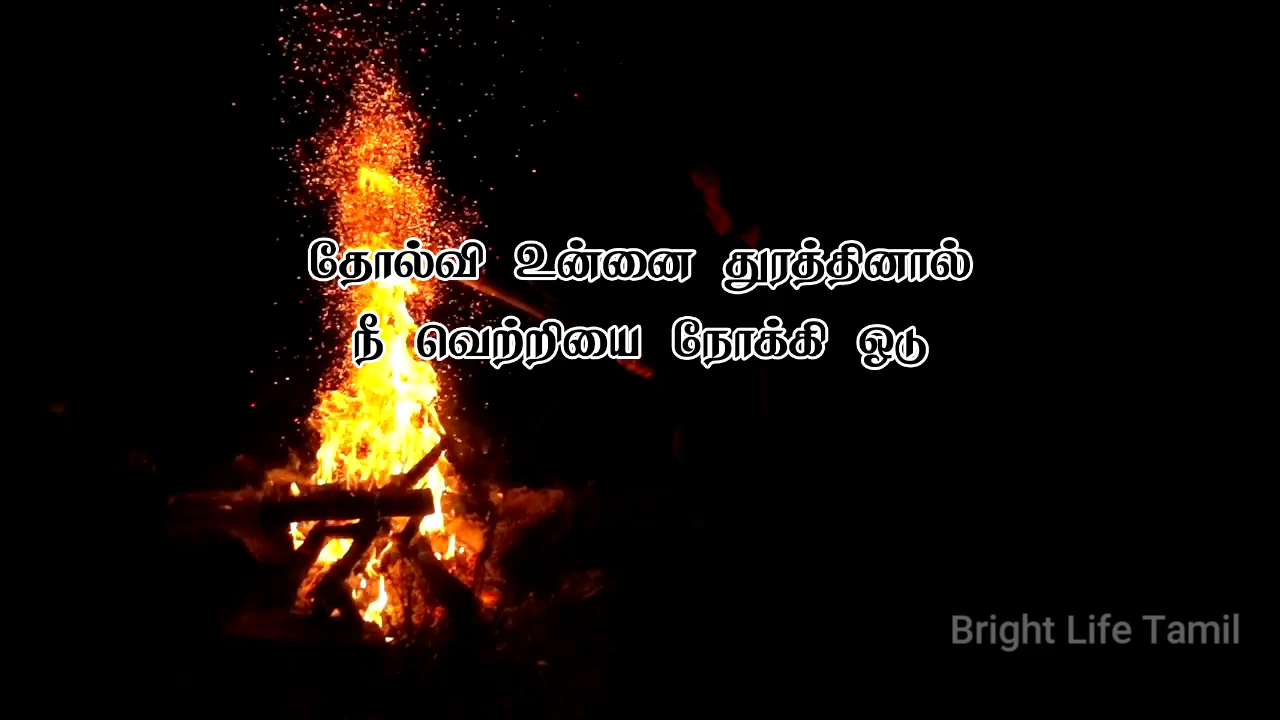 தோல்வி உன்னை துரத்தினால்
நீ வெற்றியை நோக்கி ஓடு
Bright Life Tamil